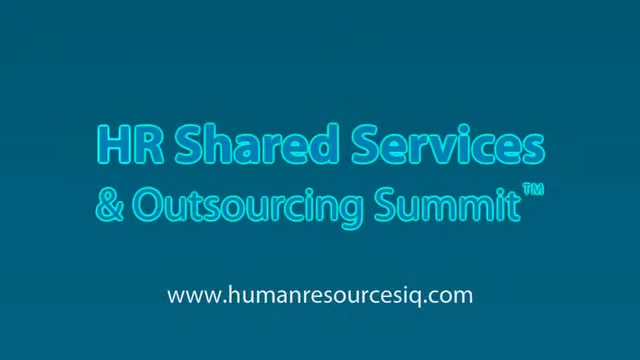 HR Shared Services
& Outsourcing Summit™
www.humanresourcesiq.com